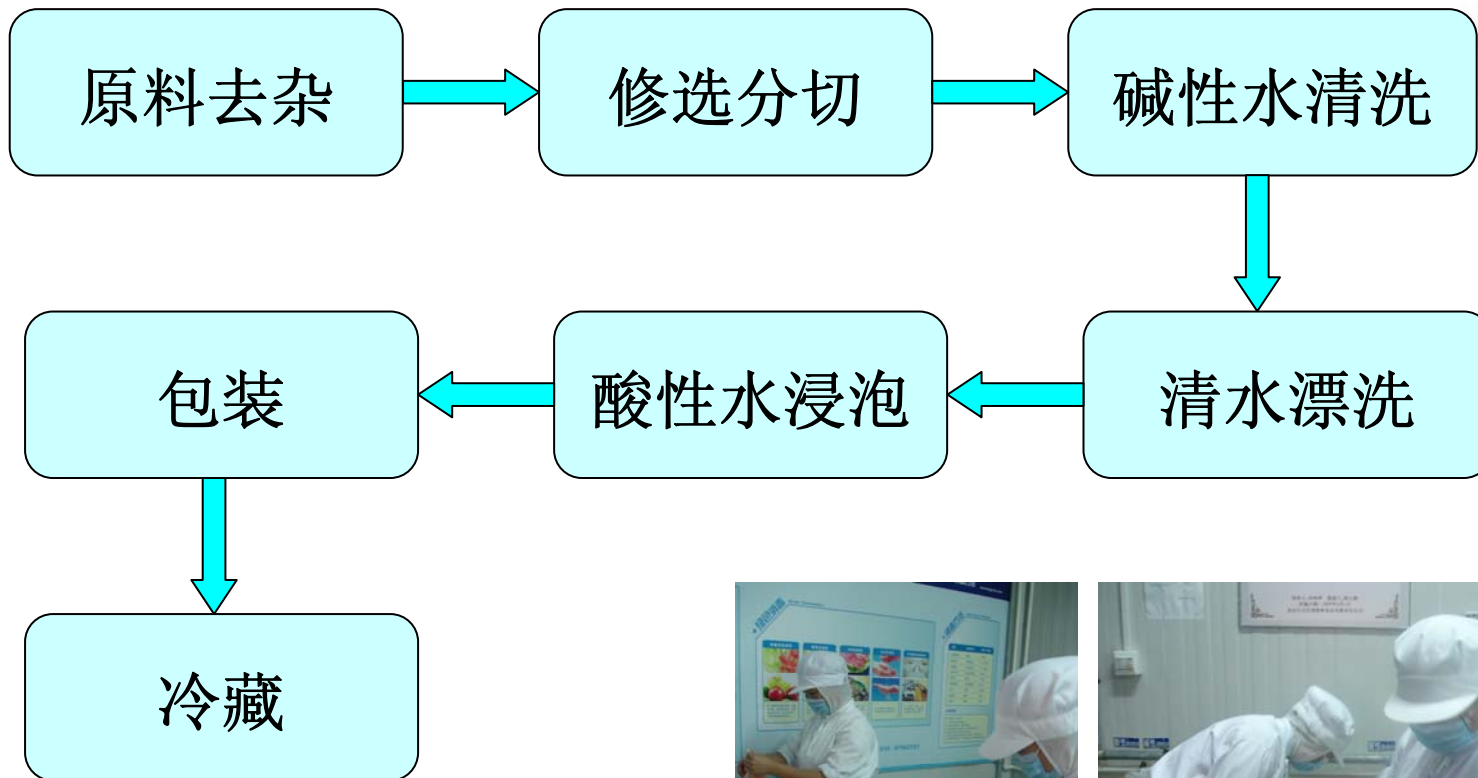 原料去杂
修选分切
碱性水清洗
清水漂洗
酸性水浸泡
包装
冷藏